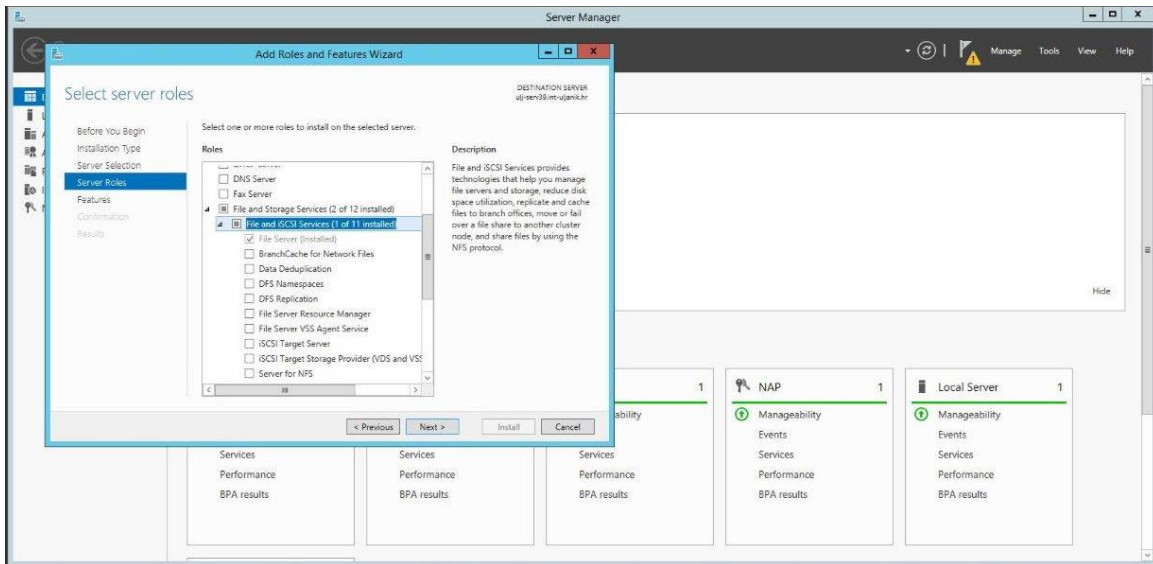 Server Manager
Manage Tools View Help
Add Roles and Features Wizard
Select server roles
DESTINATION SERVER
ulj-serv39.int-uljanik.hr
Before You Begin
Installation Type
Server Selection
Server Roles
Features
Confirmation
Results
Select one or more roles to install on the selected server.
Roles
DNS Server
Fax Server
File and Storage Services (2 of 12 installed)
File and iSCSI Services (1 of 11 installed)
File Server (Installed)
BranchCache for Network Files
Data Deduplication
DFS Namespaces
DFS Replication
File Server Resource Manager
File Server VSS Agent Service
iSCSI Target Server
iSCSI Target Storage Provider (VDS and VSS
Server for NFS
Description
File and iSCSI Services provides
technologies that help you manage
file servers and storage, reduce disk
space utilization, replicate and cache
files to branch offices, move or fail
over a file share to another cluster
node, and share files by using the
NFS protocol.
< Previous Next > Install Cancel
Hide
1
ability
Services
Performance
BPA results
Services
Performance
BPA results
Services
Performance
BPA results
NAP 1
Manageability
Events
Services
Performance
BPA results
Local Server 1
Manageability
Events
Services
Performance
BPA results